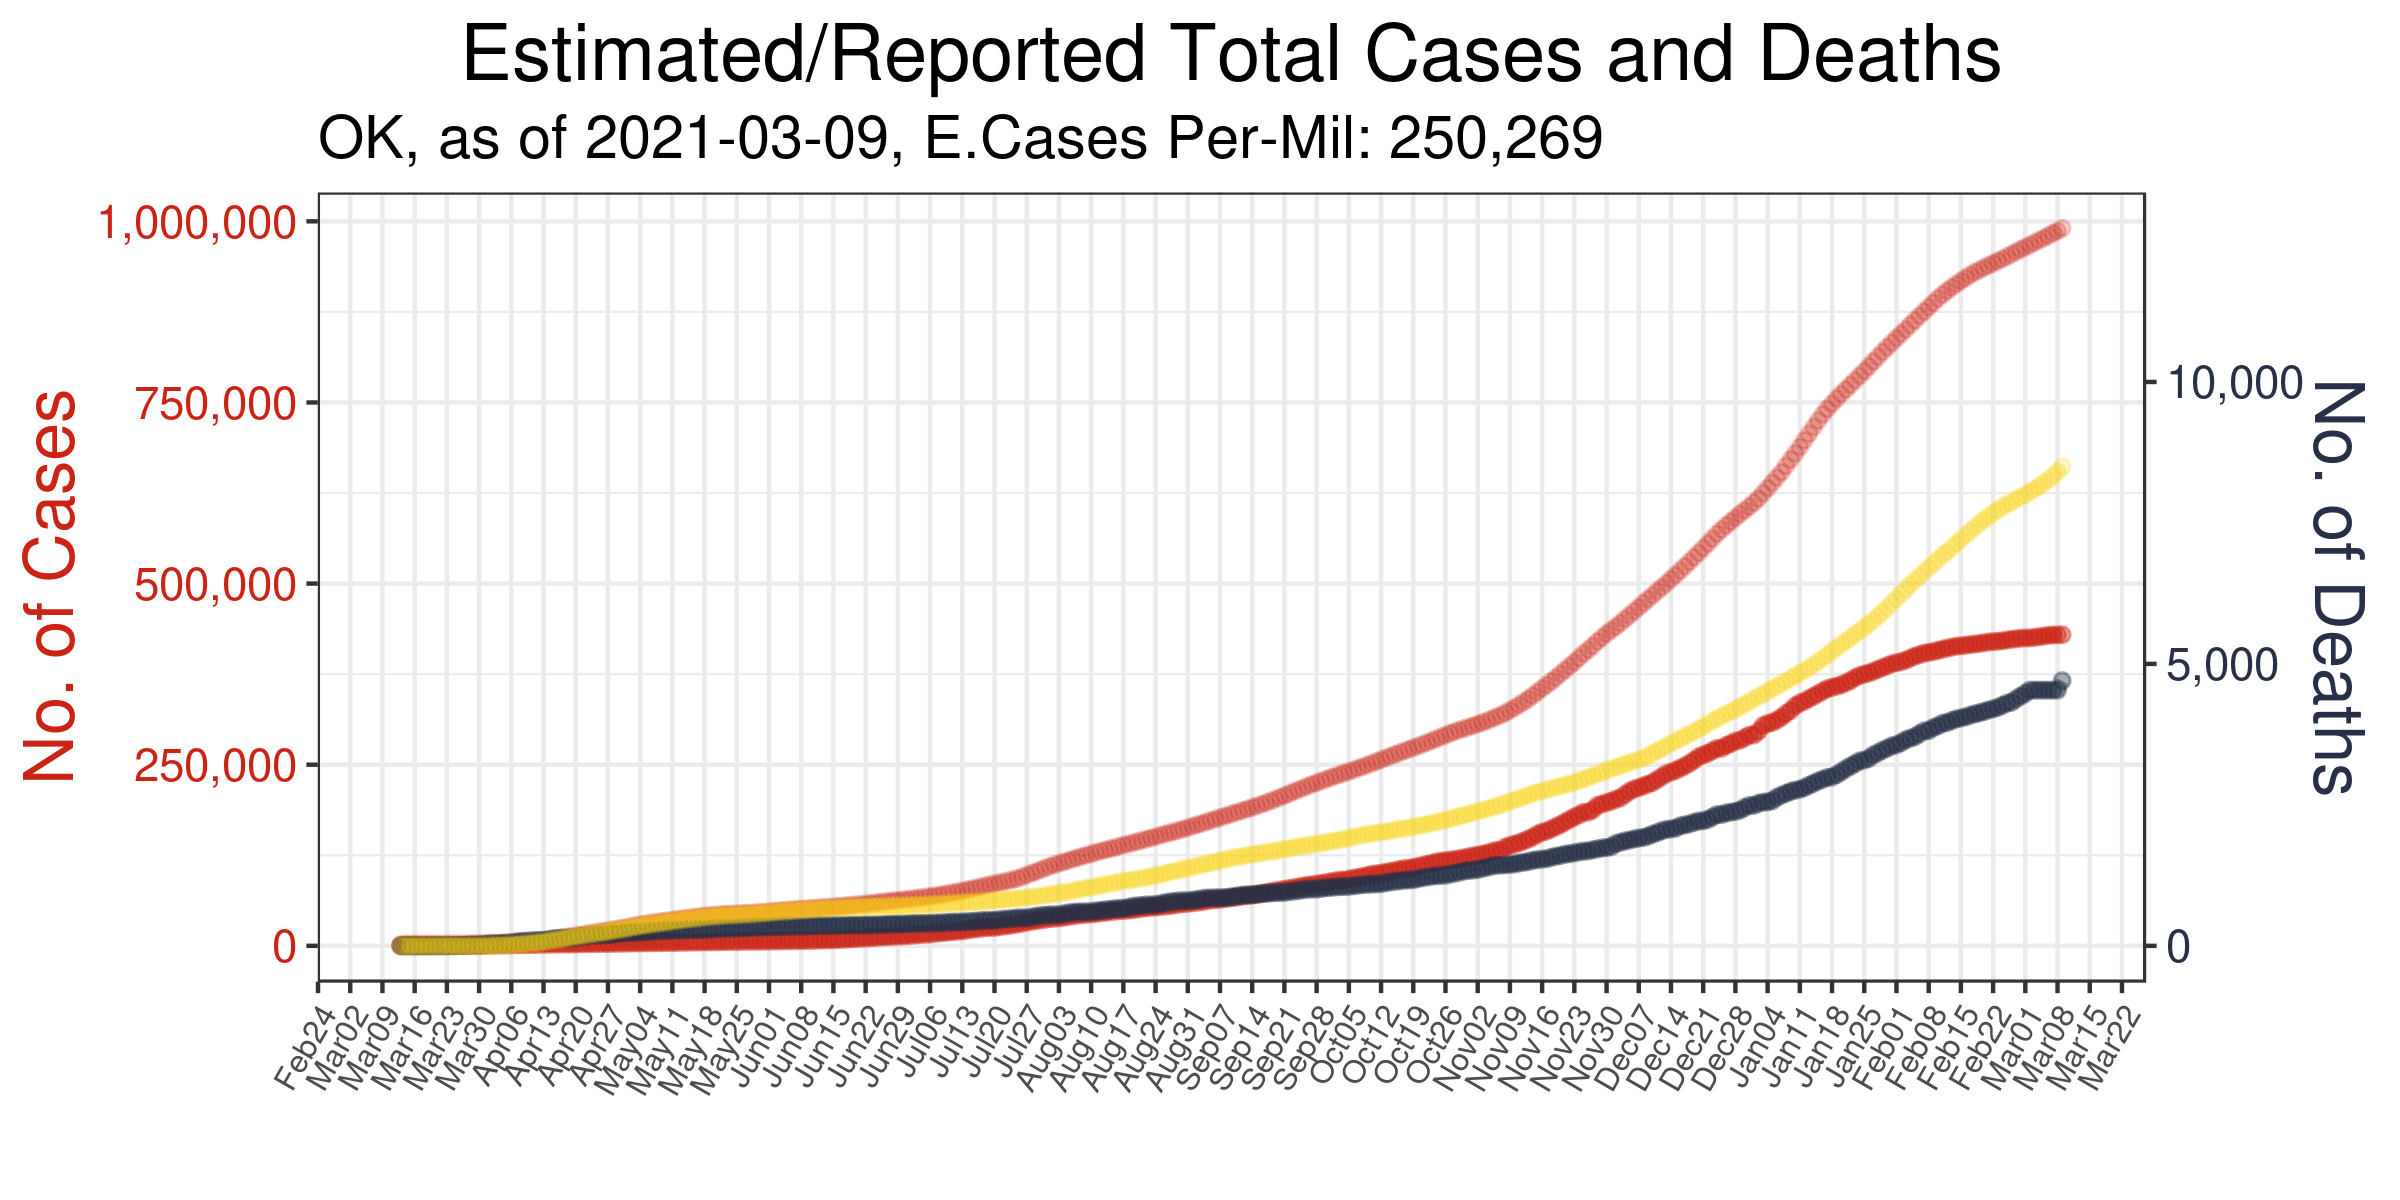 Estimated/Reported Total Cases and Deaths
OK, as of 2021-03-09, E.Cases Per-Mil: 250,269
No. of Cases
1,000,000
750,000
500,000
250,000
0
10,000
5,000
0
No. of Deaths
Feb24
Mar02
Mar09
Mar16
Mar23
Mar30
Apr06
Apr13
Apr20
Apr27
May04
May11
May18
May25
Jun01
Jun08
Jun15
Jun22
Jun29
Jul06
Jul13
Jul20
Jul27
Aug03
Aug10
Aug17
Aug24
Aug31
Sep07
Sep14
Sep21
Sep28
Oct05
Oct12
Oct19
Oct26
Nov02
Nov09
Nov16
Nov23
Nov30
Dec07
Dec14
Dec21
Dec28
Jan04
Jan11
Jan18
Jan25
Feb01
Feb08
Feb15
Feb22
Mar01
Mar08
Mar15
Mar22